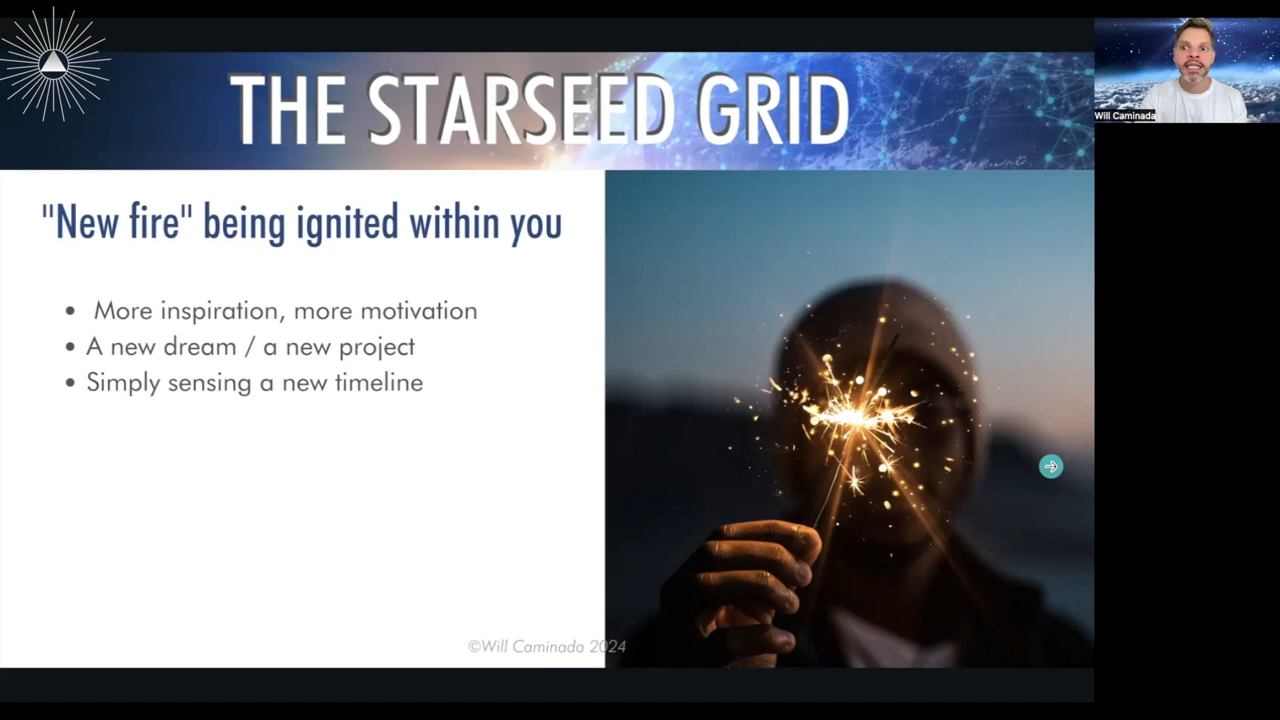 THE STARSEED GRID
Will Caminada
"New fire" being ignited within you
• More inspiration, more motivation
• A new dream / a new project
• Simply sensing a new timeline
©Will Caminada 2024